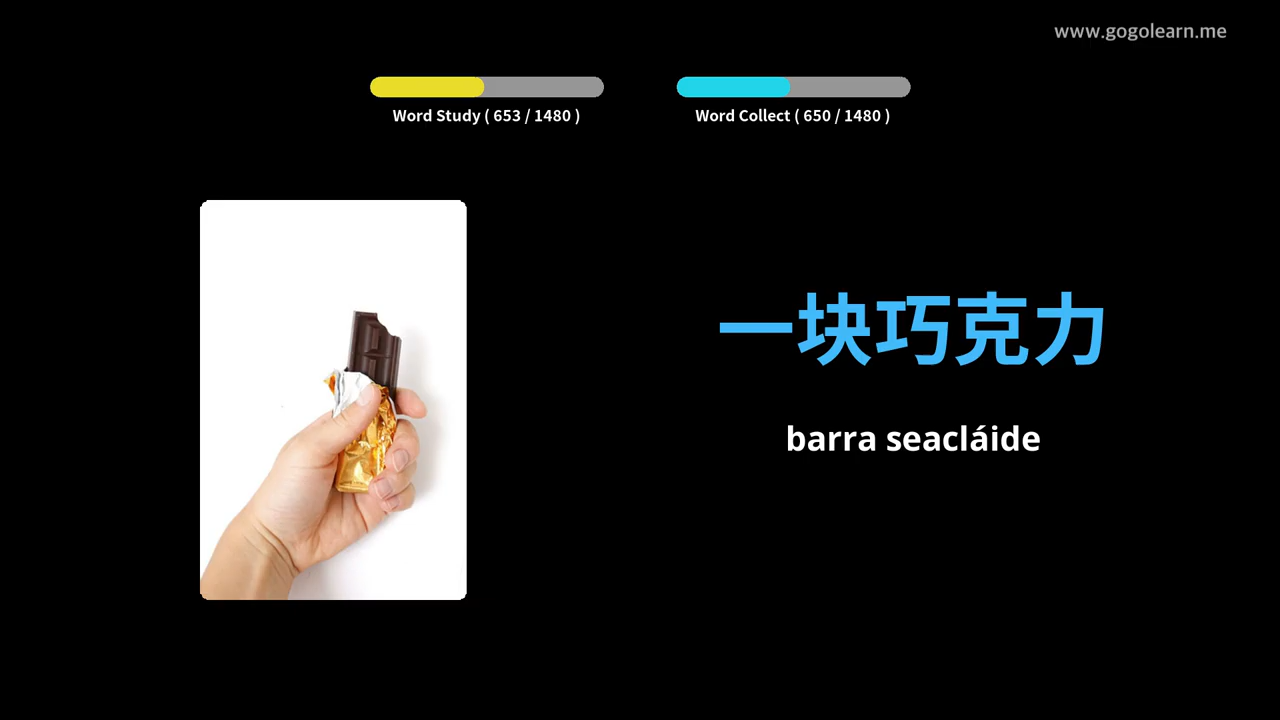 www.gogolearn.me
Word Study ( 653 / 1480 )
Word Collect ( 650 / 1480 )
一块巧克力
barra seacláide